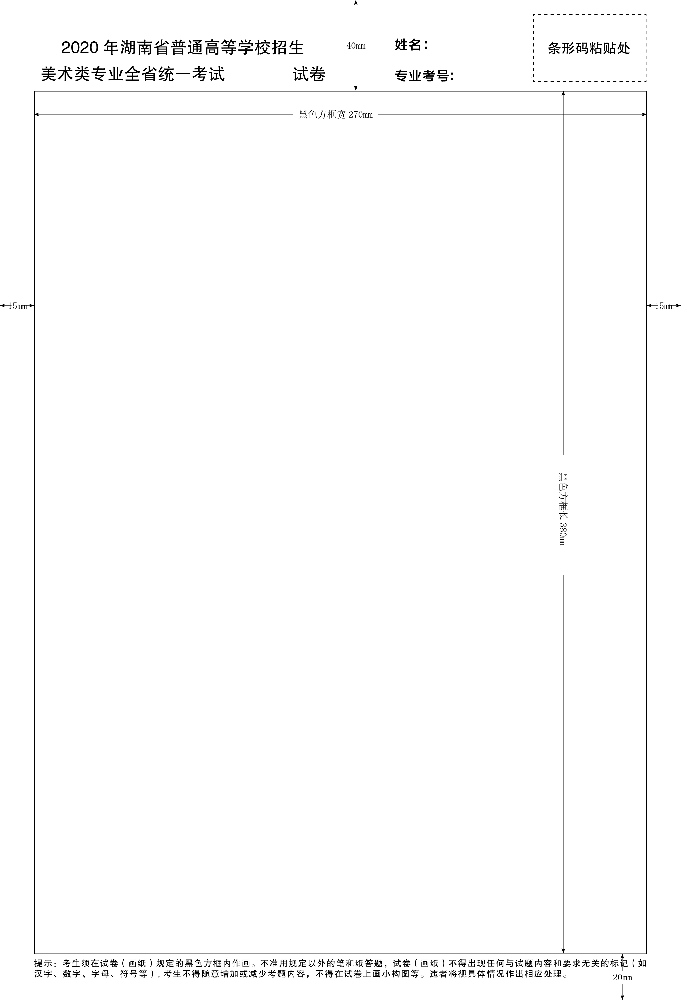 2020 年湖南省普通高等学校招生
美术类专业全省统一考试 试卷
40mm
姓名：
专业考号：
条形码粘贴处
黑色方框宽 270mm
15mm
15mm
黑色方框长 380mm
提示：考生须在试卷（画纸）规定的黑色方框内作画。不准用规定以外的笔和纸答题，试卷（画纸）不得出现任何与试题内容和要求无关的标记（如
汉字、数字、字母、符号等），考生不得随意增加或减少考题内容，不得在试卷上画小构图等。违者将视具体情况作出相应处理。
20mm